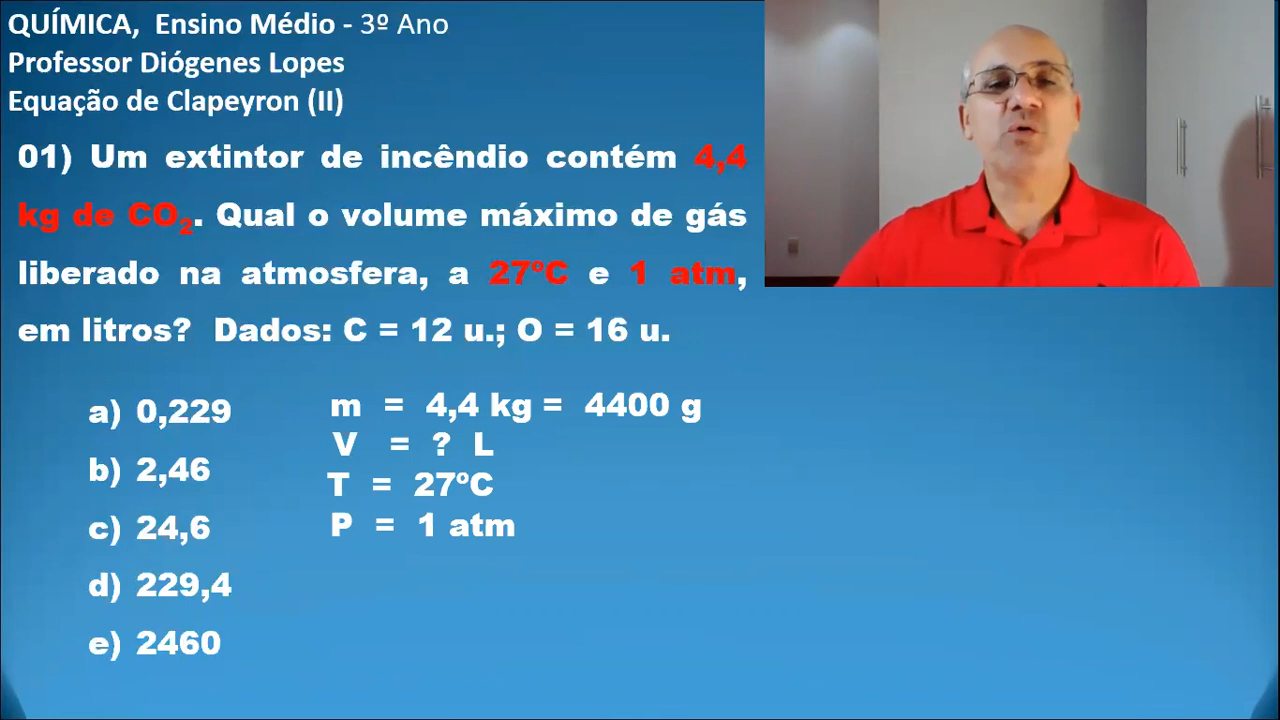 QUÍMICA, Ensino Médio - 3º Ano
Professor Diógenes Lopes
Equação de Clapeyron (II)
01) Um extintor de incêndio contém 4,4
kg de CO₂. Qual o volume máximo de gás
liberado na atmosfera, a 27ºC e 1 atm,
em litros? Dados: C = 12 u.; O = 16 u.
a) 0,229
b) 2,46
c) 24,6
d) 229,4
e) 2460
m = 4,4 kg = 4400 g
V = ? L
T = 27ºC
P = 1 atm